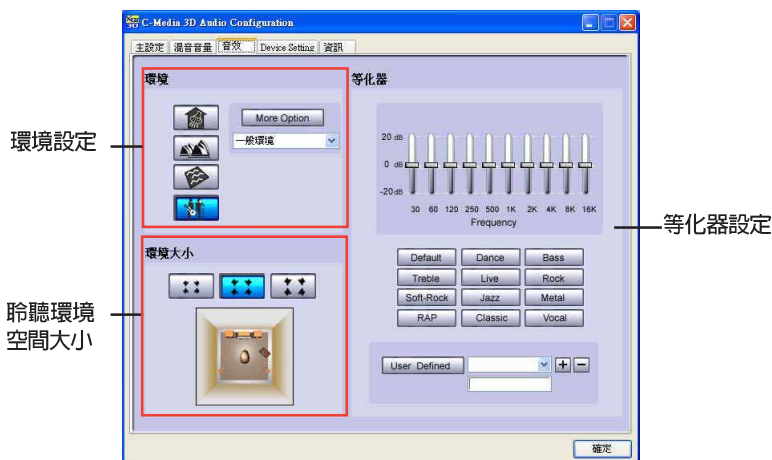 C-Media 3D Audio Configuration
主設定 混音音量 音效 Device Setting 資訊
環境
More Option
一般環境
環境設定
環境大小
聆聽環境
空間大小
等化器
20 dB
0 dB
-20 dB
30 60 120 250 500 1K 2K 4K 8K 16K
Frequency
等化器設定
Default Dance Bass
Treble Live Rock
Soft-Rock Jazz Metal
RAP Classic Vocal
User Defined
確定